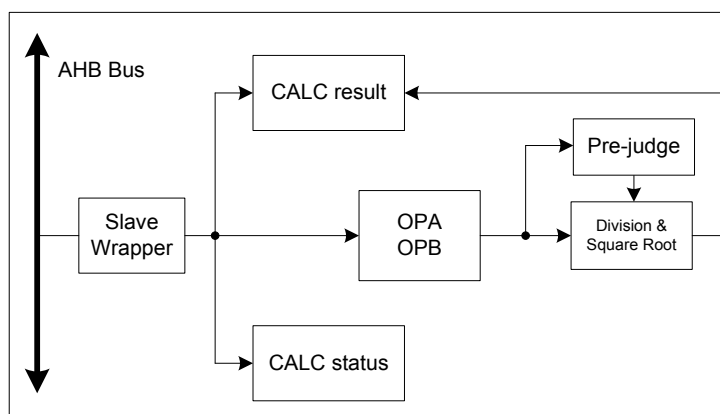 AHB Bus
CALC result
Pre-judge
Slave
Wrapper
OPA
OPB
Division &
Square Root
CALC status